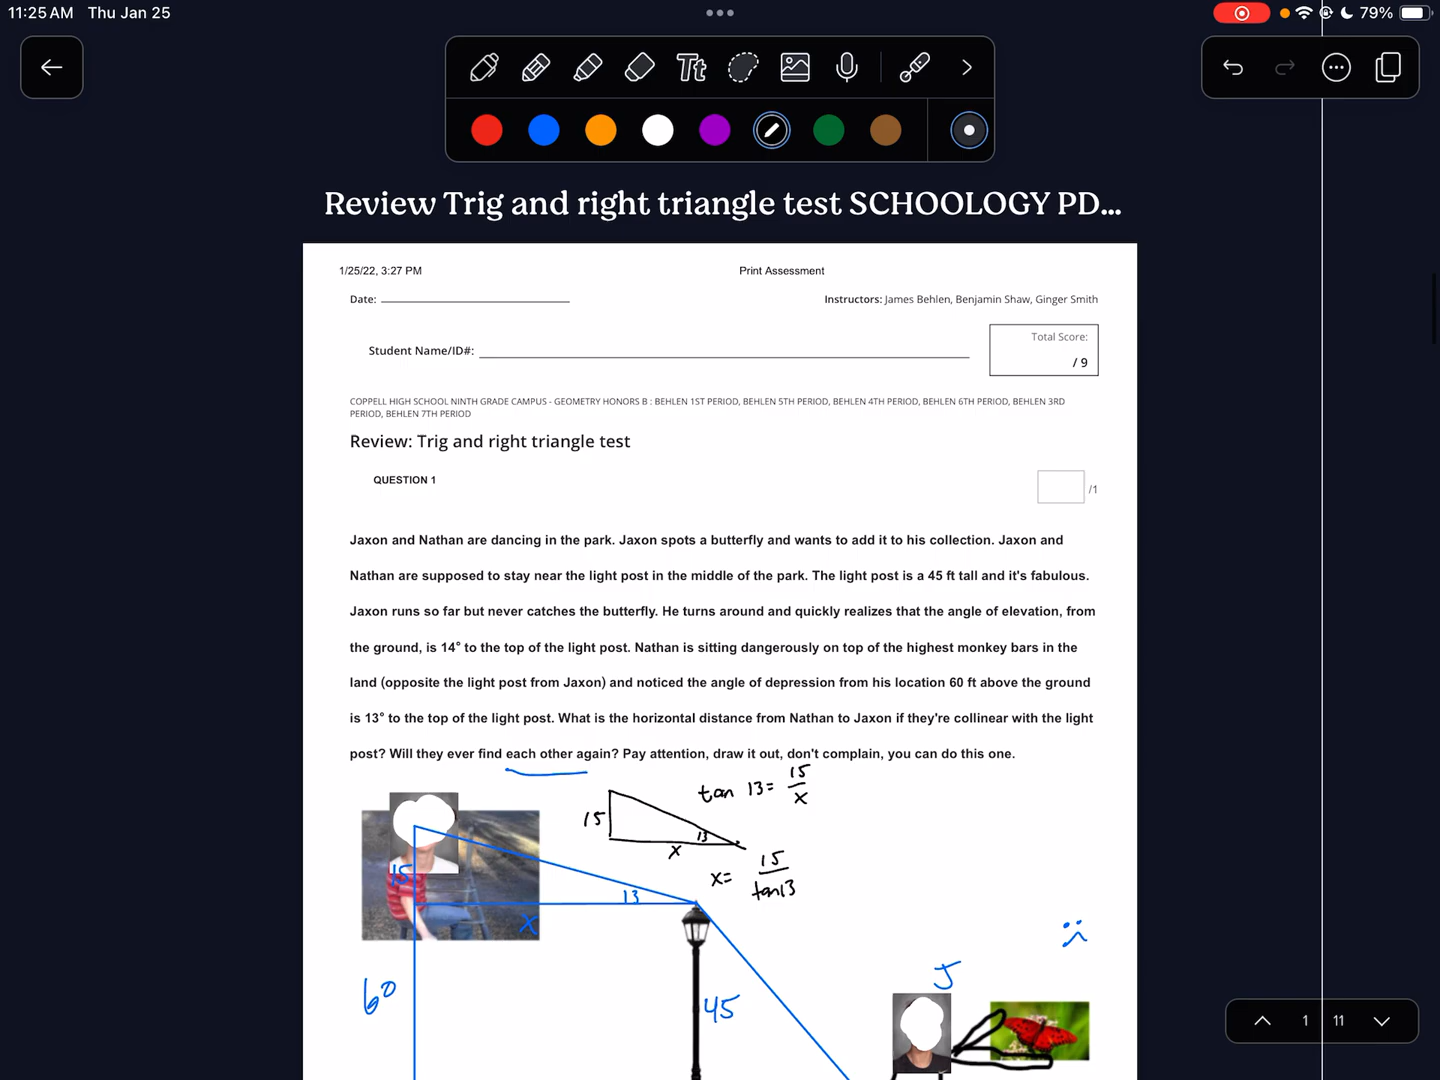 11:25 AM Thu Jan 25
79%
Tt
Review Trig and right triangle test SCHOOLOGY PD...
1/25/22, 3:27 PM
Print Assessment
Date:
Instructors: James Behlen, Benjamin Shaw, Ginger Smith
Student Name/ID#:
Total Score:
/ 9
COPPELL HIGH SCHOOL NINTH GRADE CAMPUS - GEOMETRY HONORS B : BEHLEN 1ST PERIOD, BEHLEN 5TH PERIOD, BEHLEN 4TH PERIOD, BEHLEN 6TH PERIOD, BEHLEN 3RD
PERIOD, BEHLEN 7TH PERIOD
Review: Trig and right triangle test
QUESTION 1
/1
Jaxon and Nathan are dancing in the park. Jaxon spots a butterfly and wants to add it to his collection. Jaxon and
Nathan are supposed to stay near the light post in the middle of the park. The light post is a 45 ft tall and it's fabulous.
Jaxon runs so far but never catches the butterfly. He turns around and quickly realizes that the angle of elevation, from
the ground, is 14° to the top of the light post. Nathan is sitting dangerously on top of the highest monkey bars in the
land (opposite the light post from Jaxon) and noticed the angle of depression from his location 60 ft above the ground
is 13° to the top of the light post. What is the horizontal distance from Nathan to Jaxon if they're collinear with the light
post? Will they ever find each other again? Pay attention, draw it out, don't complain, you can do this one.
tan 13 = 15/x
15
13
x
x = 15/tan13
15
13
x
60
45
J
1 11